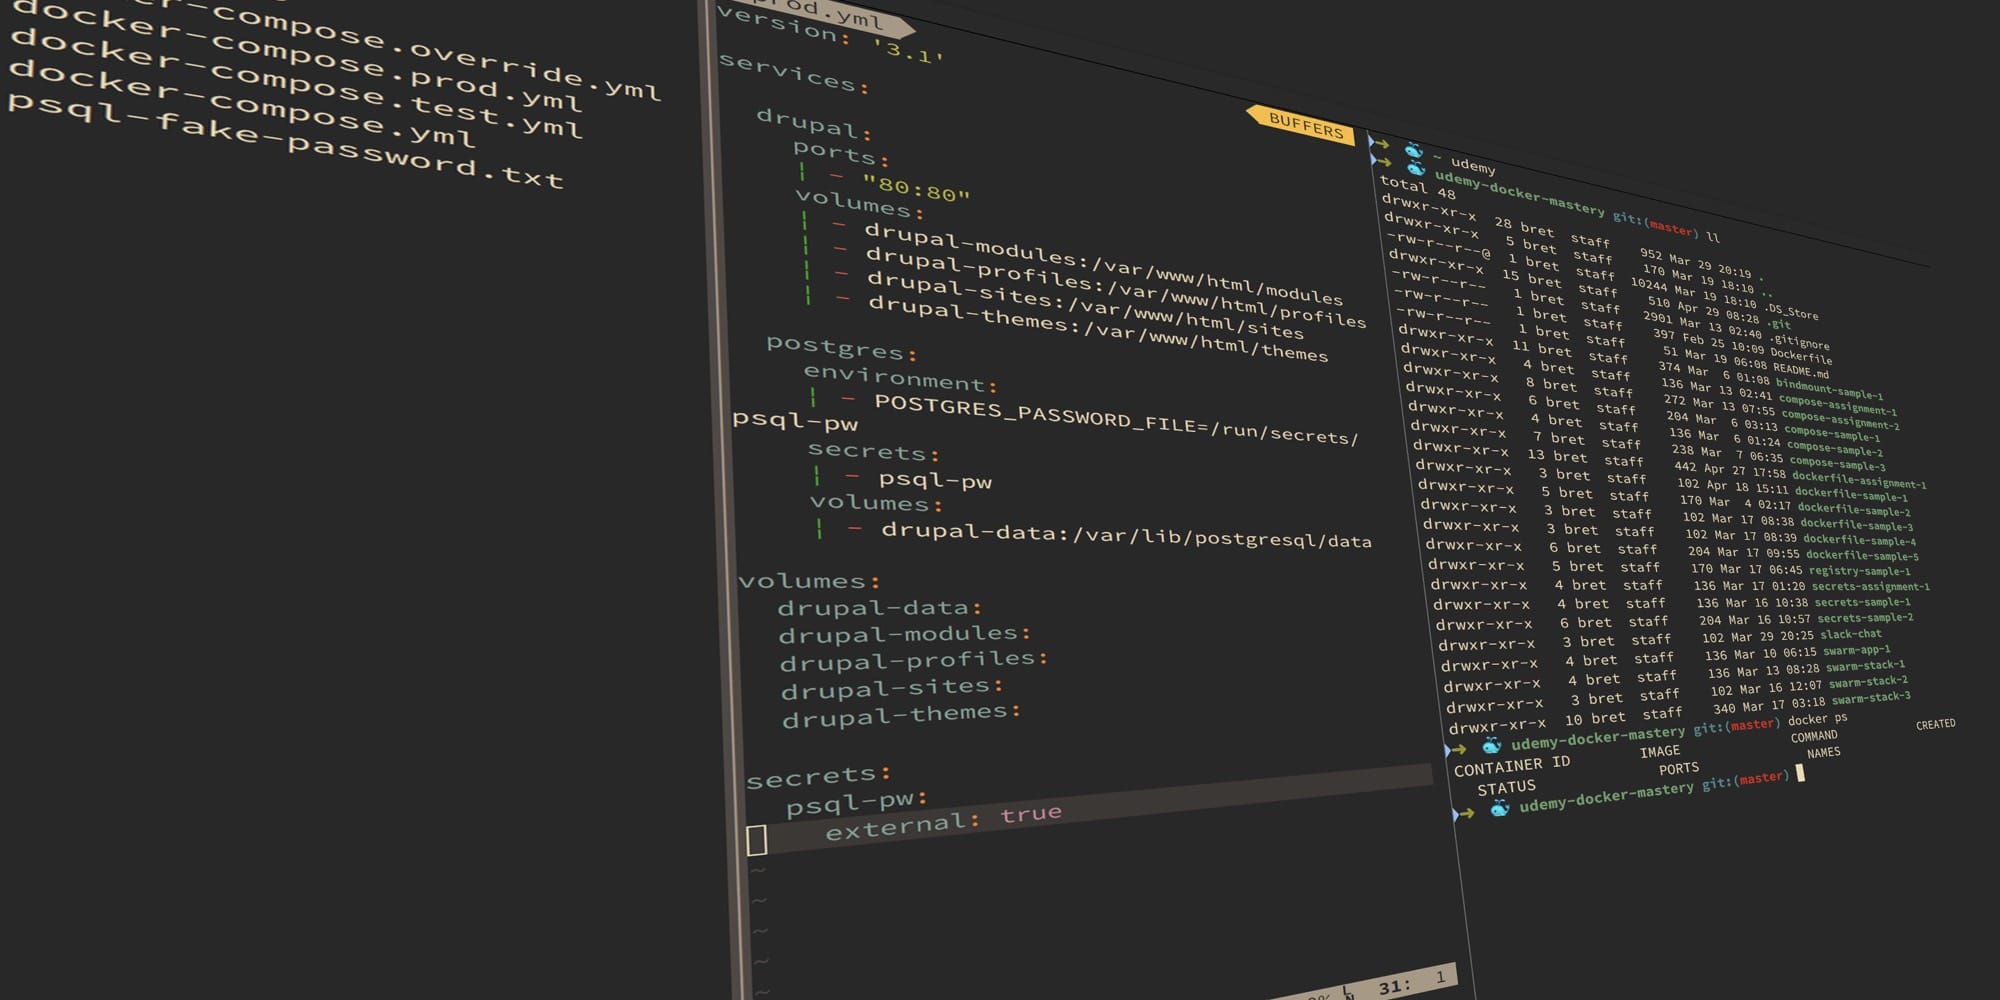 docker-compose.override.yml
docker-compose.prod.yml
docker-compose.test.yml
docker-compose.yml
psql-fake-password.txt
prod.yml
version: '3.1'
services:
drupal:
ports:
- "80:80"
volumes:
- drupal-modules:/var/www/html/modules
- drupal-profiles:/var/www/html/profiles
- drupal-sites:/var/www/html/sites
- drupal-themes:/var/www/html/themes
postgres:
environment:
- POSTGRES_PASSWORD_FILE=/run/secrets/
psql-pw
secrets:
- psql-pw
volumes:
- drupal-data:/var/lib/postgresql/data
volumes:
drupal-data:
drupal-modules:
drupal-profiles:
drupal-sites:
drupal-themes:
secrets:
psql-pw:
external: true
~
~
~
~
~
31: 1
BUFFERS
➜ 🐳 ~ udemy
➜ 🐳 udemy-docker-mastery git:(master) ll
total 48
drwxr-xr-x 28 bret staff 952 Mar 29 20:19 .
drwxr-xr-x 5 bret staff 170 Mar 19 18:10 ..
-rw-r--r--@ 1 bret staff 10244 Mar 19 18:10 .DS_Store
drwxr-xr-x 15 bret staff 510 Apr 29 08:28 .git
-rw-r--r-- 1 bret staff 2901 Mar 13 02:40 .gitignore
-rw-r--r-- 1 bret staff 397 Feb 25 10:09 Dockerfile
-rw-r--r-- 1 bret staff 51 Mar 19 06:08 README.md
drwxr-xr-x 11 bret staff 374 Mar 6 01:08 bindmount-sample-1
drwxr-xr-x 4 bret staff 136 Mar 13 02:41 compose-assignment-1
drwxr-xr-x 8 bret staff 272 Mar 13 07:55 compose-assignment-2
drwxr-xr-x 6 bret staff 204 Mar 6 03:13 compose-sample-1
drwxr-xr-x 4 bret staff 136 Mar 6 01:24 compose-sample-2
drwxr-xr-x 7 bret staff 238 Mar 7 06:35 compose-sample-3
drwxr-xr-x 13 bret staff 442 Apr 27 17:58 dockerfile-assignment-1
drwxr-xr-x 3 bret staff 102 Apr 18 15:11 dockerfile-sample-1
drwxr-xr-x 5 bret staff 170 Mar 4 02:17 dockerfile-sample-2
drwxr-xr-x 3 bret staff 102 Mar 17 08:38 dockerfile-sample-3
drwxr-xr-x 3 bret staff 102 Mar 17 08:39 dockerfile-sample-4
drwxr-xr-x 6 bret staff 204 Mar 17 09:55 dockerfile-sample-5
drwxr-xr-x 5 bret staff 170 Mar 17 06:45 registry-sample-1
drwxr-xr-x 4 bret staff 136 Mar 17 01:20 secrets-assignment-1
drwxr-xr-x 4 bret staff 136 Mar 16 10:38 secrets-sample-1
drwxr-xr-x 6 bret staff 204 Mar 16 10:57 secrets-sample-2
drwxr-xr-x 3 bret staff 102 Mar 29 20:25 slack-chat
drwxr-xr-x 4 bret staff 136 Mar 10 06:15 swarm-app-1
drwxr-xr-x 4 bret staff 136 Mar 13 08:28 swarm-stack-1
drwxr-xr-x 3 bret staff 102 Mar 16 12:07 swarm-stack-2
drwxr-xr-x 10 bret staff 340 Mar 17 03:18 swarm-stack-3
➜ 🐳 udemy-docker-mastery git:(master) docker ps
CONTAINER ID IMAGE COMMAND CREATED
STATUS PORTS NAMES
➜ 🐳 udemy-docker-mastery git:(master)